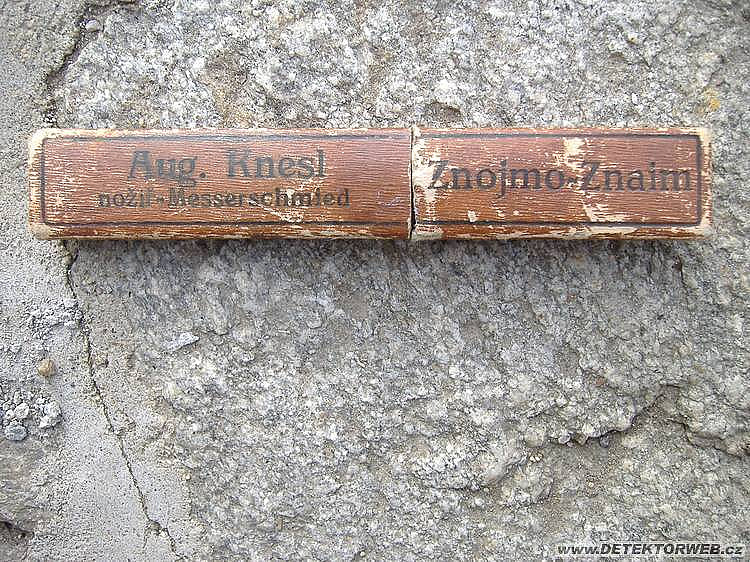 Aug. Knesl
nožíř-Messerschmied
Znojmo-Znaim
www.DETEKTORWEB.cz